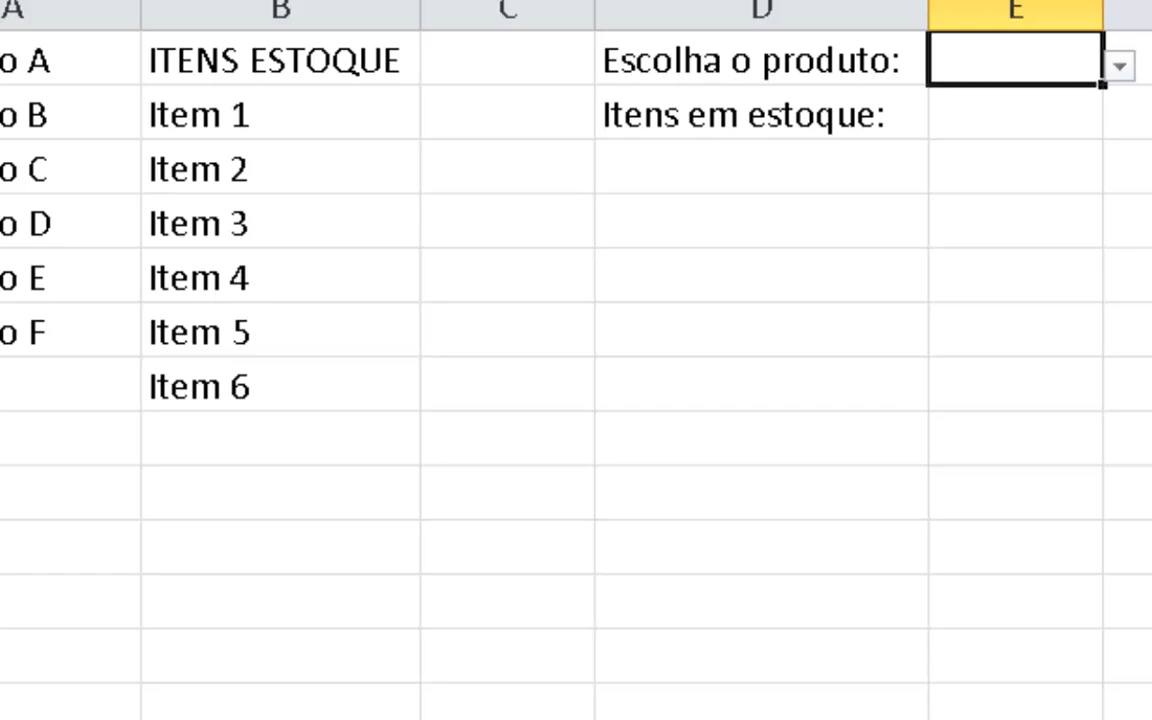 A B C D E
o A ITENS ESTOQUE Escolha o produto:
o B Item 1 Itens em estoque:
o C Item 2
o D Item 3
o E Item 4
o F Item 5
Item 6